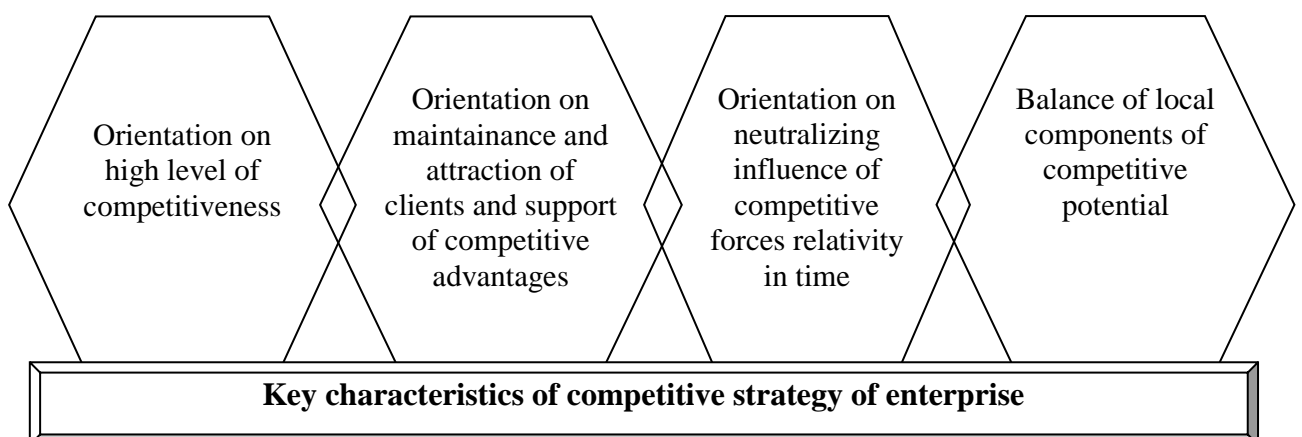 Orientation on
high level of
competitiveness
Orientation on
maintainance and
attraction of
clients and support
of competitive
advantages
Orientation on
neutralizing
influence of
competitive
forces relativity
in time
Balance of local
components of
competitive
potential
Key characteristics of competitive strategy of enterprise